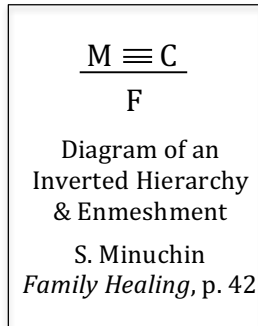 M ≡ C
F
Diagram of an
Inverted Hierarchy
& Enmeshment
S. Minuchin
Family Healing, p. 42